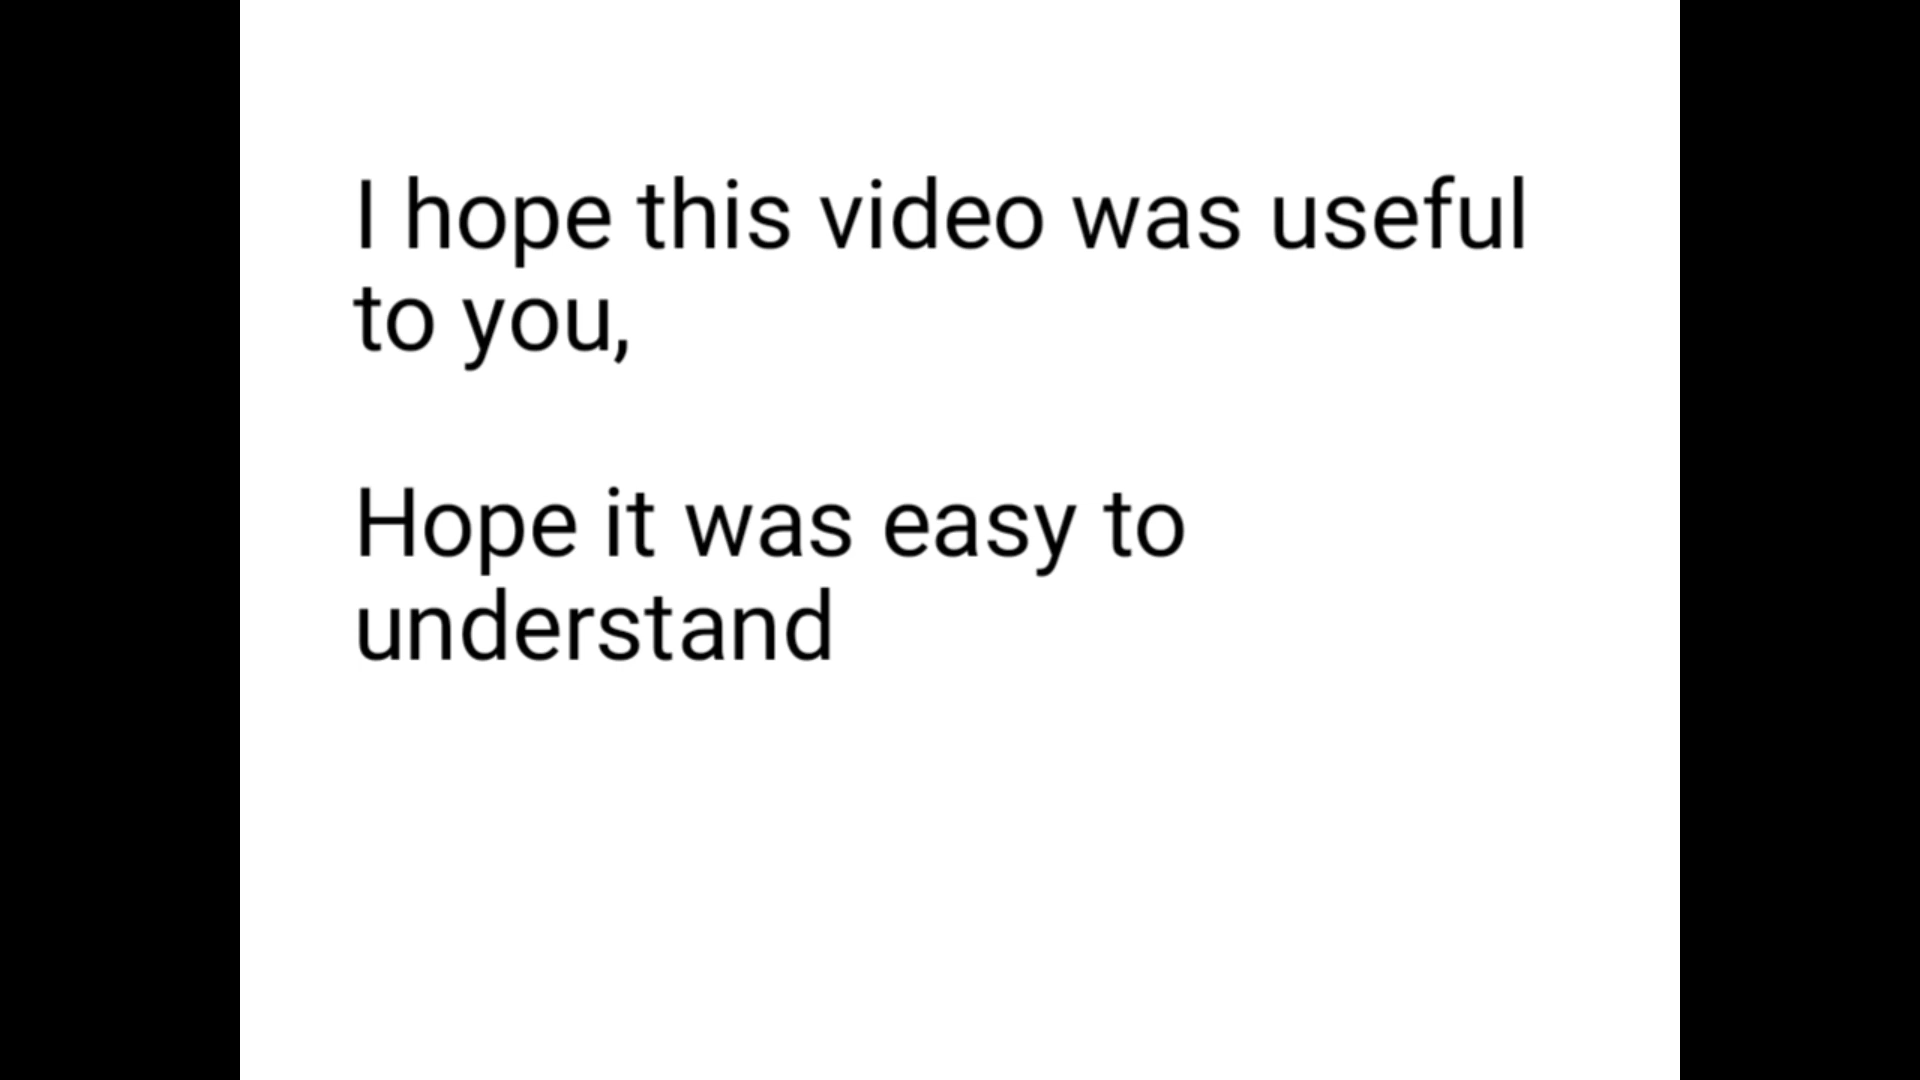 I hope this video was useful
to you,
Hope it was easy to
understand